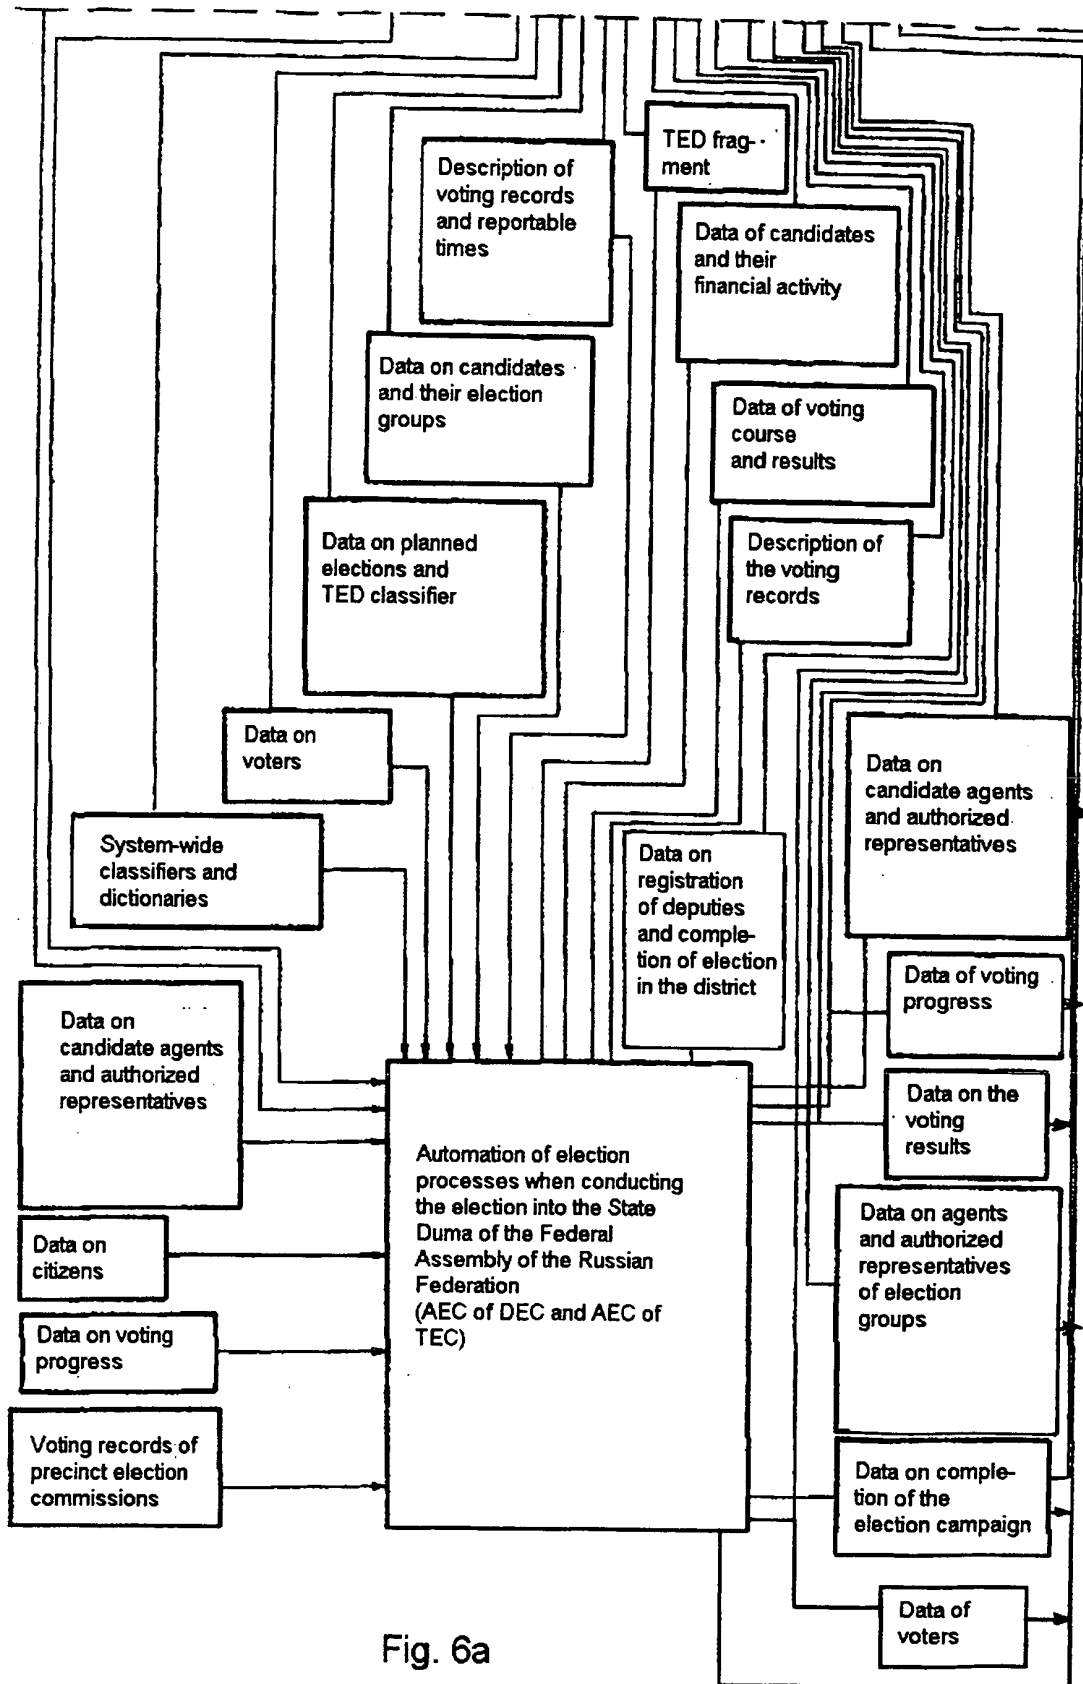 TED frag-
ment
Description of
voting records
and reportable
times
Data of candidates
and their
financial activity
Data on candidates
and their election
groups
Data of voting
course
and results
Data on planned
elections and
TED classifier
Description of
the voting
records
Data on
voters
Data on
candidate agents
and authorized
representatives
System-wide
classifiers and
dictionaries
Data on
registration
of deputies
and comple-
tion of election
in the district
Data of voting
progress
Data on
candidate agents
and authorized
representatives
Data on the
voting
results
Automation of election
processes when conducting
the election into the State
Duma of the Federal
Assembly of the Russian
Federation
(AEC of DEC and AEC of
TEC)
Data on
citizens
Data on agents
and authorized
representatives
of election
groups
Data on voting
progress
Voting records of
precinct election
commissions
Data on comple-
tion of the
election campaign
Data of
voters
Fig. 6a